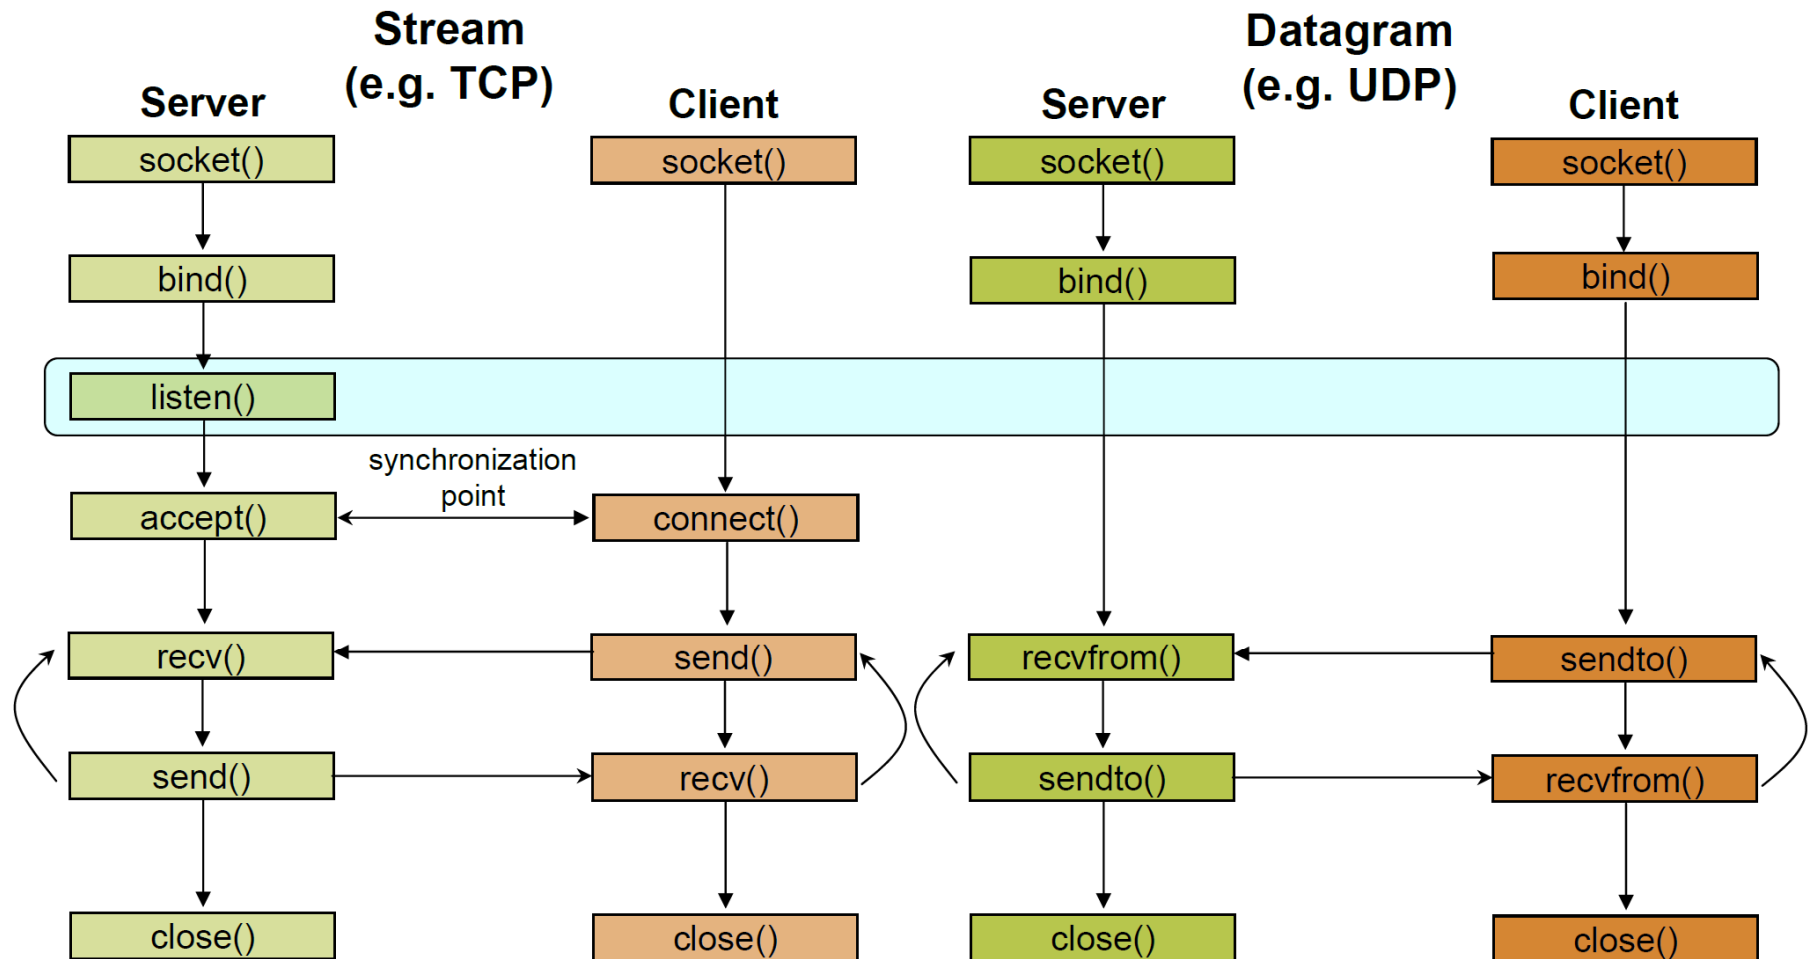 Stream
(e.g. TCP)
Datagram
(e.g. UDP)
Server
Client
Server
Client
socket()
socket()
socket()
socket()
bind()
bind()
bind()
listen()
synchronization
point
accept()
connect()
recv()
send()
recvfrom()
sendto()
send()
recv()
sendto()
recvfrom()
close()
close()
close()
close()